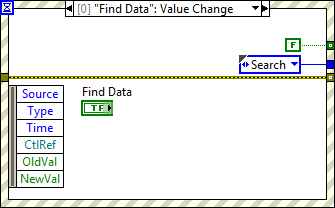 [0] "Find Data": Value Change
F
Search
Source
Type
Time
CtlRef
OldVal
NewVal
Find Data
TF